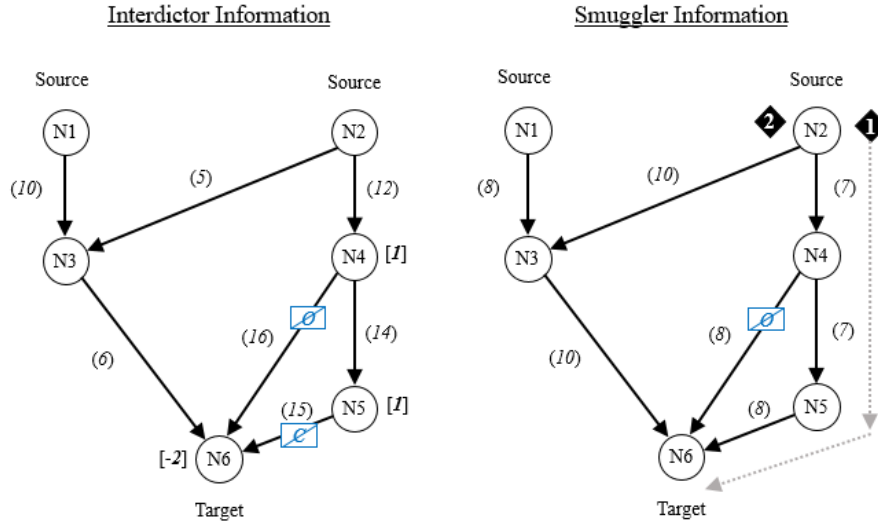 Interdictor Information
Source
Source
N1
N2
(10)
(5)
(12)
N3
N4
[1]
O
(6)
(16)
(14)
(15)
N5
[1]
C
[-2]
N6
Target
Smuggler Information
Source
Source
N1
2
N2
1
(8)
(10)
(7)
N3
N4
O
(10)
(8)
(7)
(8)
N5
N6
Target